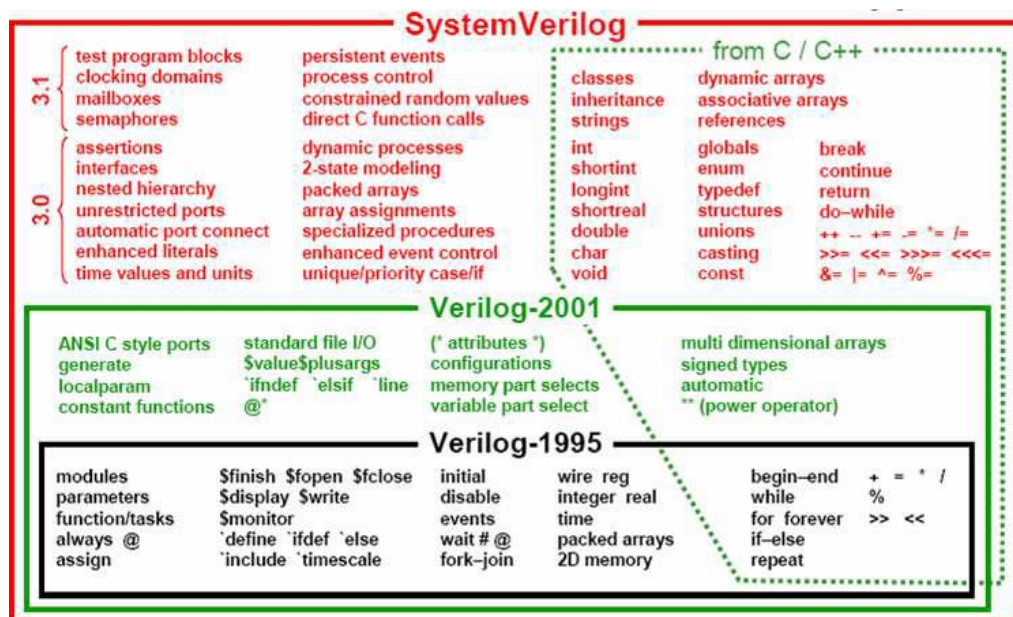 SystemVerilog
from C / C++
3.1
test program blocks persistent events classes dynamic arrays
clocking domains process control inheritance associative arrays
mailboxes constrained random values strings references
semaphores direct C function calls
3.0
assertions dynamic processes int globals break
interfaces 2-state modeling shortint enum continue
nested hierarchy packed arrays longint typedef return
unrestricted ports array assignments shortreal structures do–while
automatic port connect specialized procedures double unions ++ -- += -= *= /=
enhanced literals enhanced event control char casting >>= <<= >>>= <<<=
time values and units unique/priority case/if void const &= |= ^= %=
Verilog-2001
ANSI C style ports standard file I/O (* attributes *) multi dimensional arrays
generate $value$plusargs configurations signed types
localparam `ifndef `elsif `line memory part selects automatic
constant functions @* variable part select ** (power operator)
Verilog-1995
modules $finish $fopen $fclose initial wire reg begin–end + = * /
parameters $display $write disable integer real while %
function/tasks $monitor events time for forever >> <<
always @ `define `ifdef `else wait # @ packed arrays if–else
assign `include `timescale fork–join 2D memory repeat